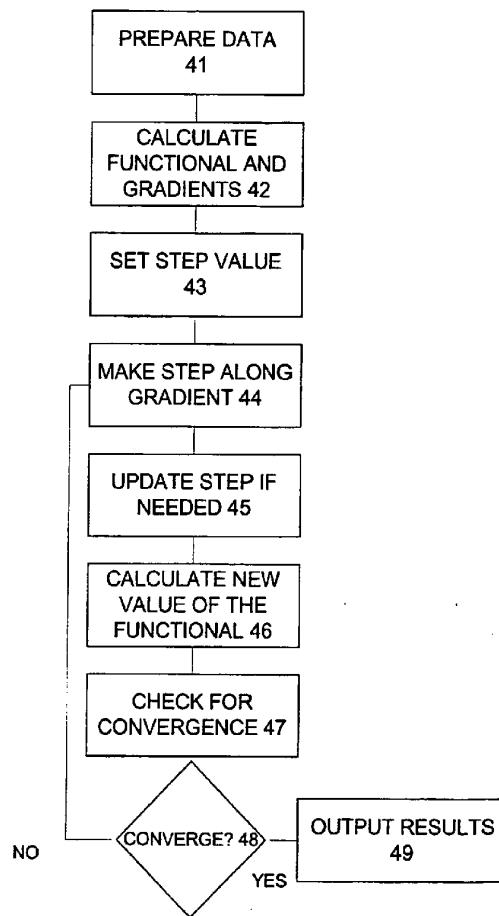 PREPARE DATA
41
CALCULATE
FUNCTIONAL AND
GRADIENTS 42
SET STEP VALUE
43
MAKE STEP ALONG
GRADIENT 44
UPDATE STEP IF
NEEDED 45
CALCULATE NEW
VALUE OF THE
FUNCTIONAL 46
CHECK FOR
CONVERGENCE 47
CONVERGE? 48
NO
YES
OUTPUT RESULTS
49